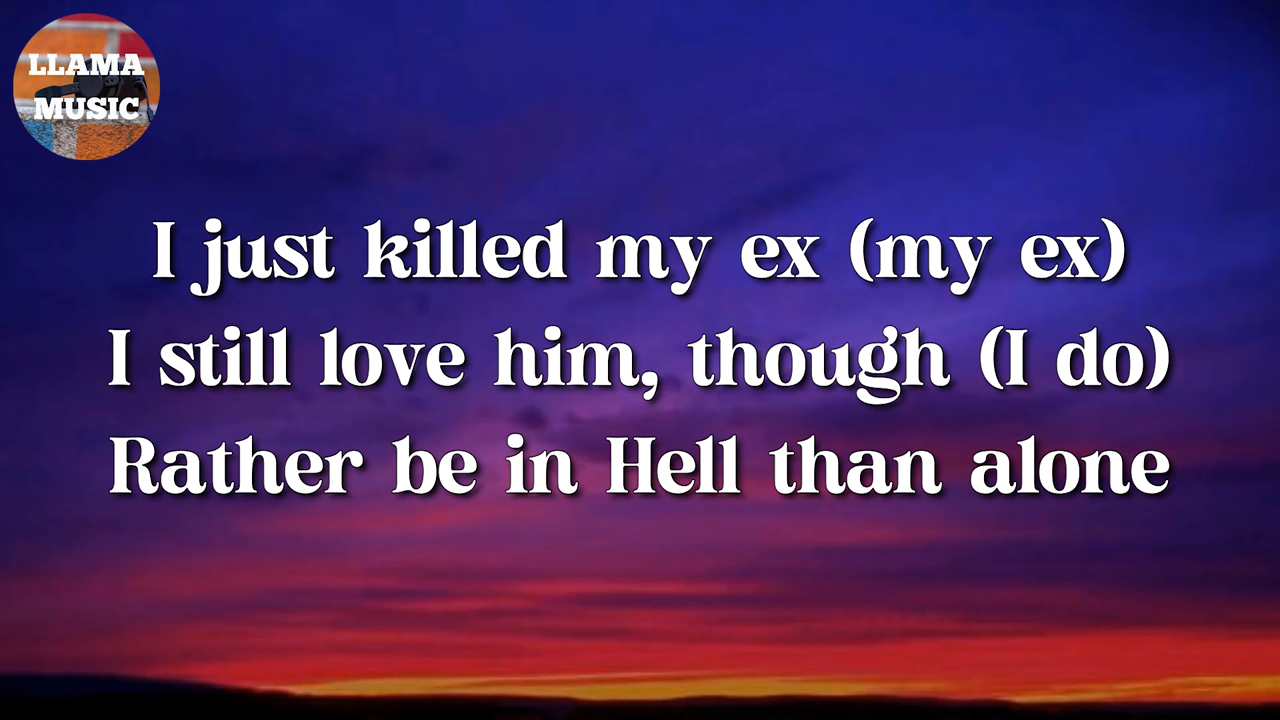 LLAMA
MUSIC
I just killed my ex (my ex)
I still love him, though (I do)
Rather be in Hell than alone